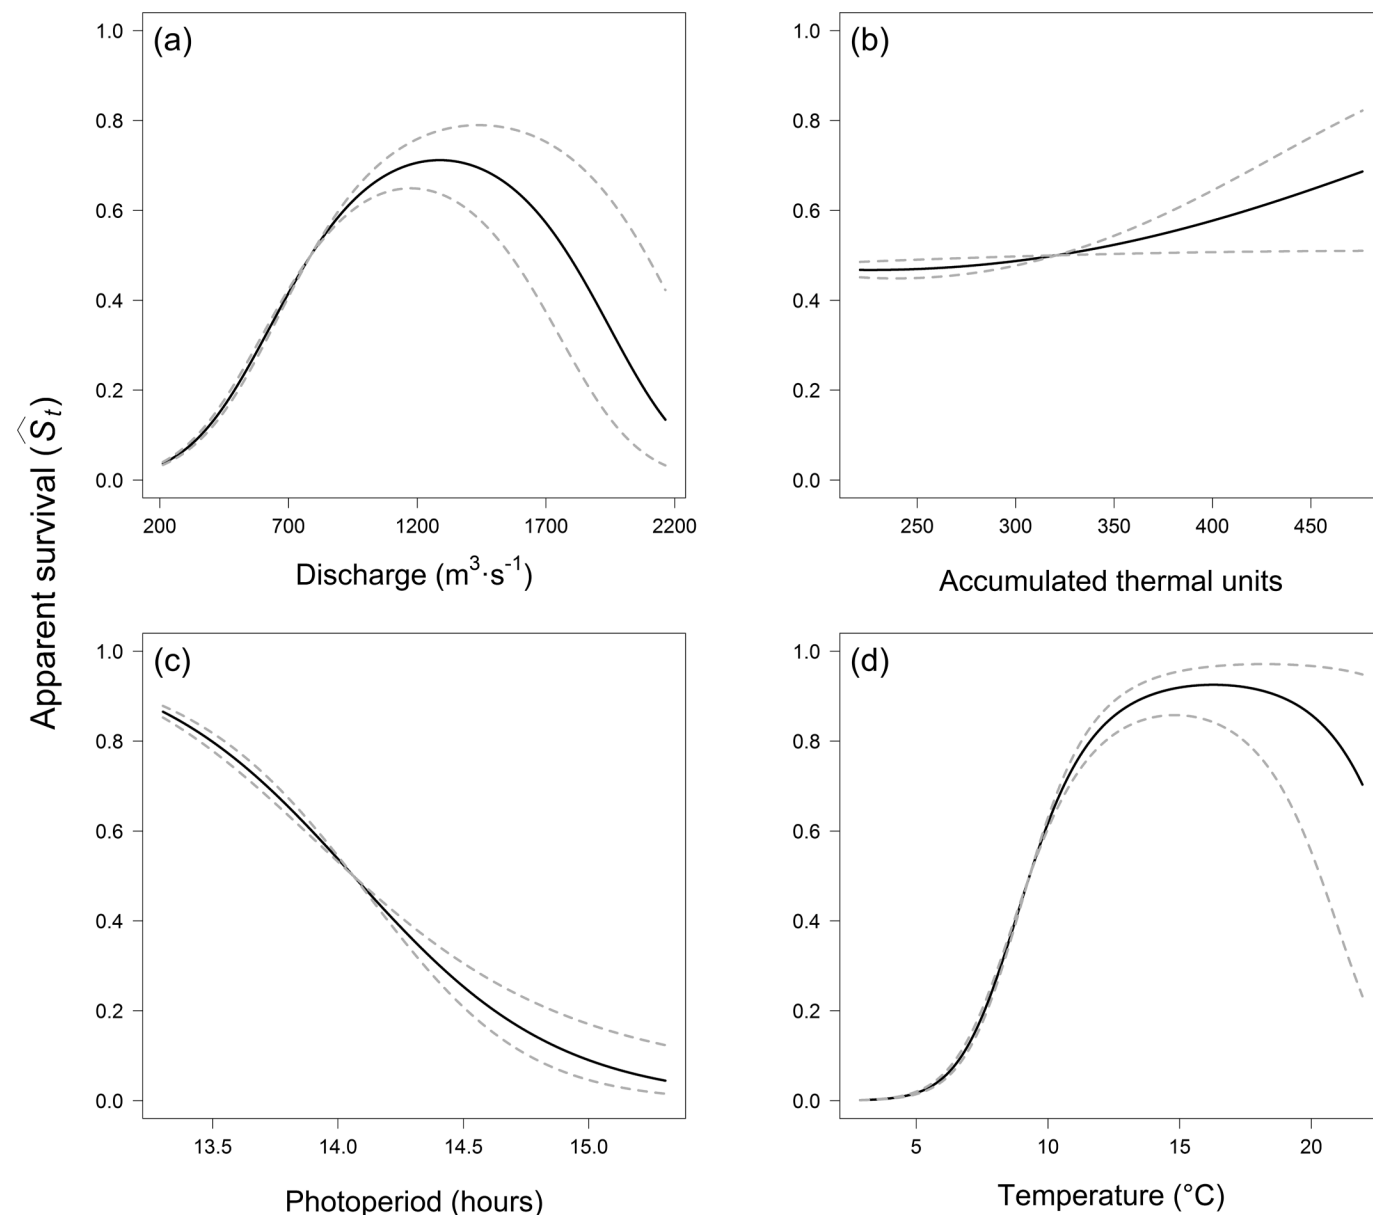 Apparent survival (Ŝt)
(a)
1.0
0.8
0.6
0.4
0.2
0.0
200 700 1200 1700 2200
Discharge (m³·s⁻¹)
(b)
1.0
0.8
0.6
0.4
0.2
0.0
250 300 350 400 450
Accumulated thermal units
(c)
1.0
0.8
0.6
0.4
0.2
0.0
13.5 14.0 14.5 15.0
Photoperiod (hours)
(d)
1.0
0.8
0.6
0.4
0.2
0.0
5 10 15 20
Temperature (°C)